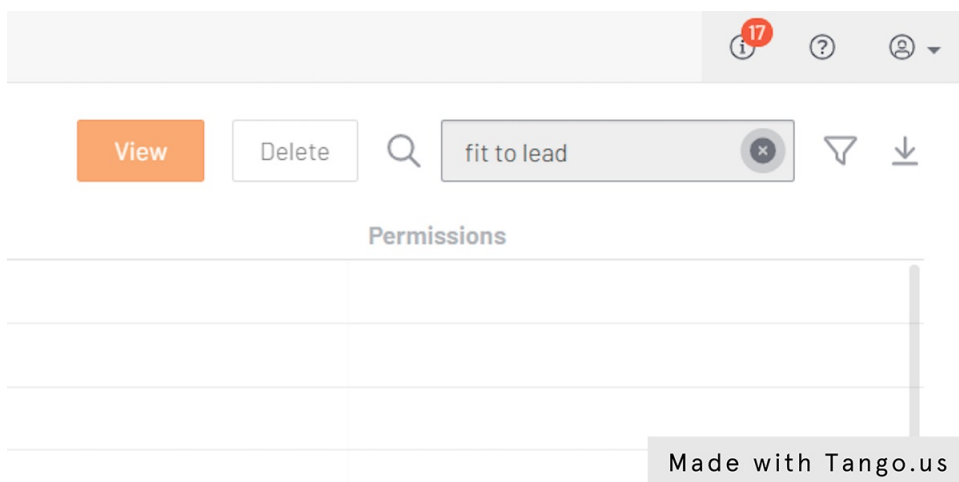 17
View
Delete
fit to lead
Permissions
Made with Tango.us